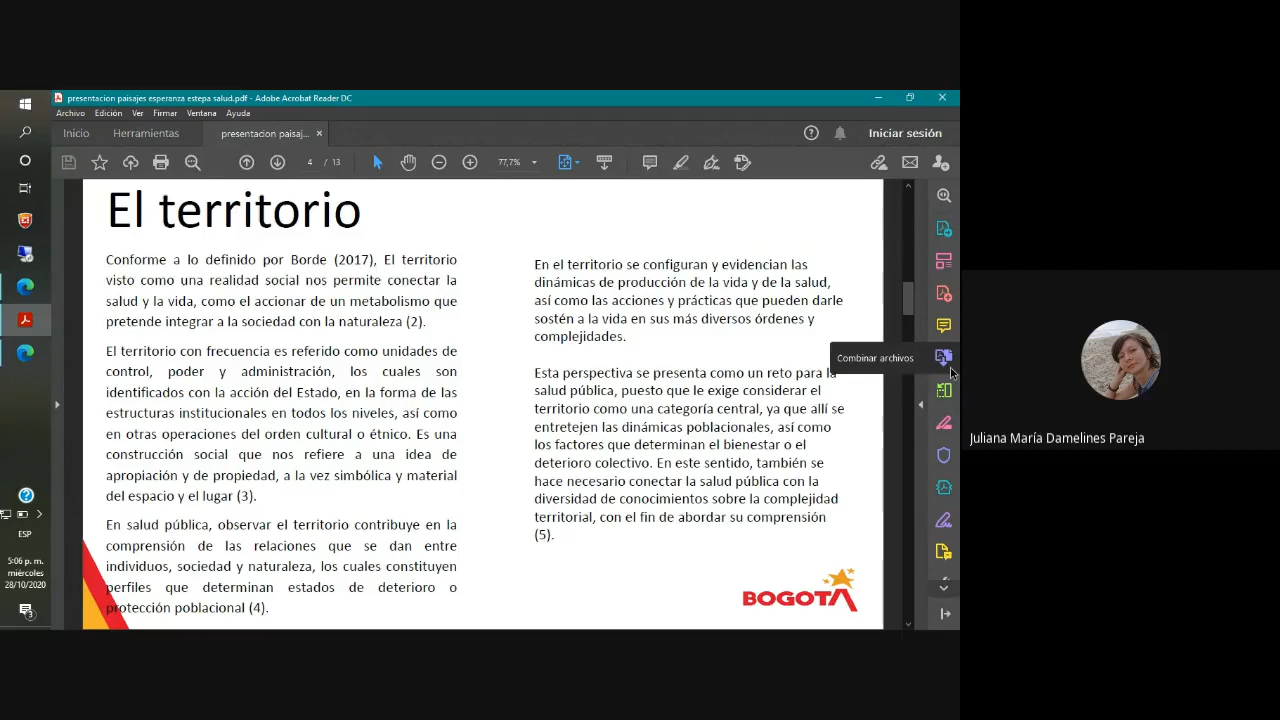 presentacion paisajes esperanza estepa salud.pdf - Adobe Acrobat Reader DC
Archivo Edición Ver Firmar Ventana Ayuda
Inicio Herramientas presentacion paisaj... × Iniciar sesión
4 / 13 77,7%
El territorio
Conforme a lo definido por Borde (2017), El territorio
visto como una realidad social nos permite conectar la
salud y la vida, como el accionar de un metabolismo que
pretende integrar a la sociedad con la naturaleza (2).
El territorio con frecuencia es referido como unidades de
control, poder y administración, los cuales son
identificados con la acción del Estado, en la forma de las
estructuras institucionales en todos los niveles, así como
en otras operaciones del orden cultural o étnico. Es una
construcción social que nos refiere a una idea de
apropiación y de propiedad, a la vez simbólica y material
del espacio y el lugar (3).
En salud pública, observar el territorio contribuye en la
comprensión de las relaciones que se dan entre
individuos, sociedad y naturaleza, los cuales constituyen
perfiles que determinan estados de deterioro o
protección poblacional (4).
En el territorio se configuran y evidencian las
dinámicas de producción de la vida y de la salud,
así como las acciones y prácticas que pueden darle
sostén a la vida en sus más diversos órdenes y
complejidades.
Esta perspectiva se presenta como un reto para la
salud pública, puesto que le exige considerar el
territorio como una categoría central, ya que allí se
entretejen las dinámicas poblacionales, así como
los factores que determinan el bienestar o el
deterioro colectivo. En este sentido, también se
hace necesario conectar la salud pública con la
diversidad de conocimientos sobre la complejidad
territorial, con el fin de abordar su comprensión
(5).
BOGOTA
Combinar archivos
ESP
5:06 p. m.
miércoles
28/10/2020
3
Juliana María Damelines Pareja